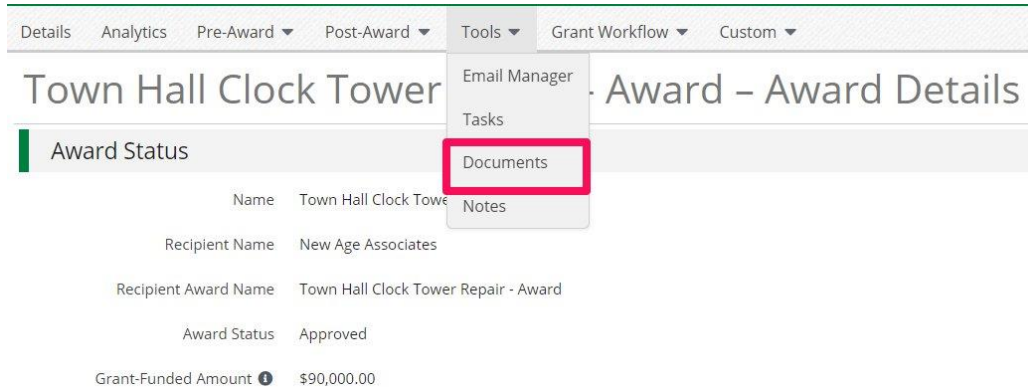 Details Analytics Pre-Award Post-Award Tools Grant Workflow Custom
Town Hall Clock Tower - Award – Award Details
Email Manager
Tasks
Documents
Notes
Award Status
Name Town Hall Clock Towe
Recipient Name New Age Associates
Recipient Award Name Town Hall Clock Tower Repair - Award
Award Status Approved
Grant-Funded Amount $90,000.00